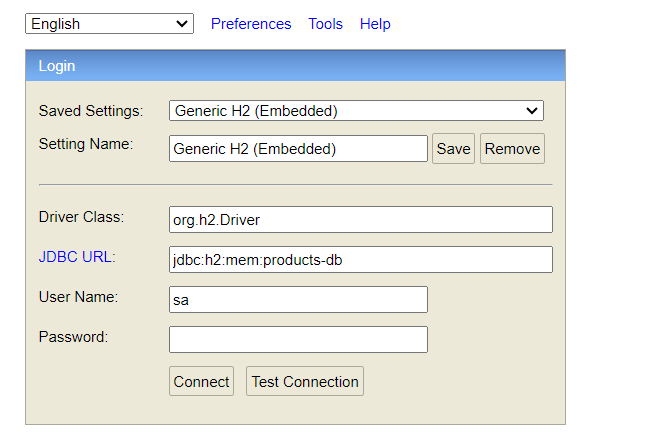 English Preferences Tools Help
Login
Saved Settings: Generic H2 (Embedded)
Setting Name: Generic H2 (Embedded) Save Remove
Driver Class: org.h2.Driver
JDBC URL: jdbc:h2:mem:products-db
User Name: sa
Password:
Connect Test Connection